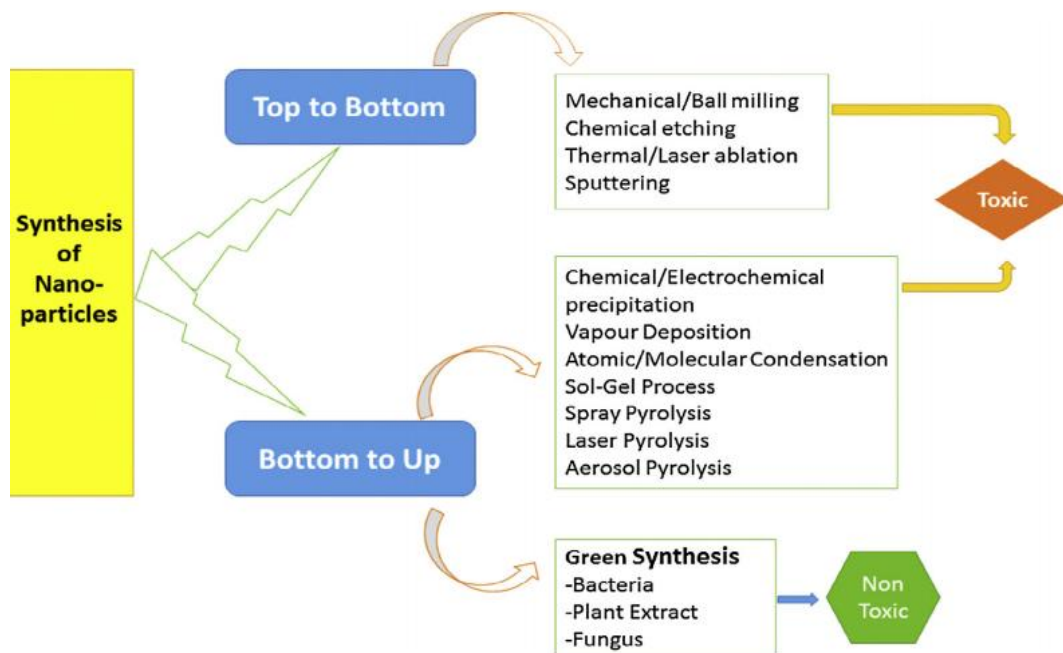 Synthesis
of
Nano-
particles
Top to Bottom
Mechanical/Ball milling
Chemical etching
Thermal/Laser ablation
Sputtering
Toxic
Chemical/Electrochemical
precipitation
Vapour Deposition
Atomic/Molecular Condensation
Sol-Gel Process
Spray Pyrolysis
Laser Pyrolysis
Aerosol Pyrolysis
Bottom to Up
Green Synthesis
-Bacteria
-Plant Extract
-Fungus
Non
Toxic